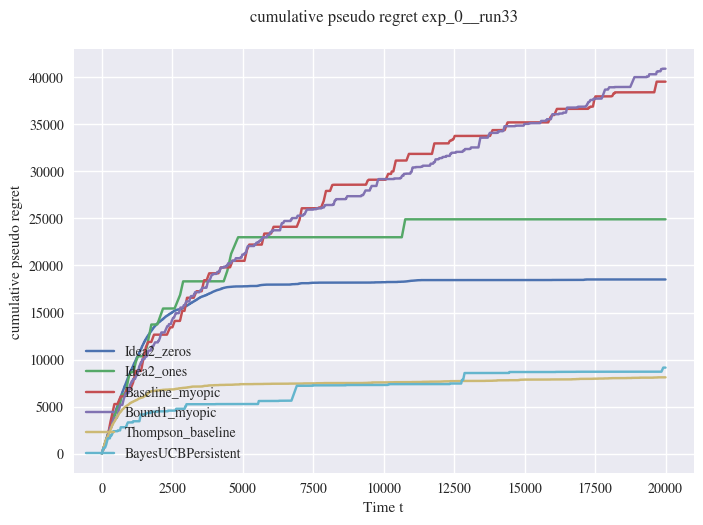 cumulative pseudo regret exp_0__run33
cumulative pseudo regret
40000
35000
30000
25000
20000
15000
10000
5000
0
Idea2_zeros
Idea2_ones
Baseline_myopic
Bound1_myopic
Thompson_baseline
BayesUCBPersistent
0 2500 5000 7500 10000 12500 15000 17500 20000
Time t